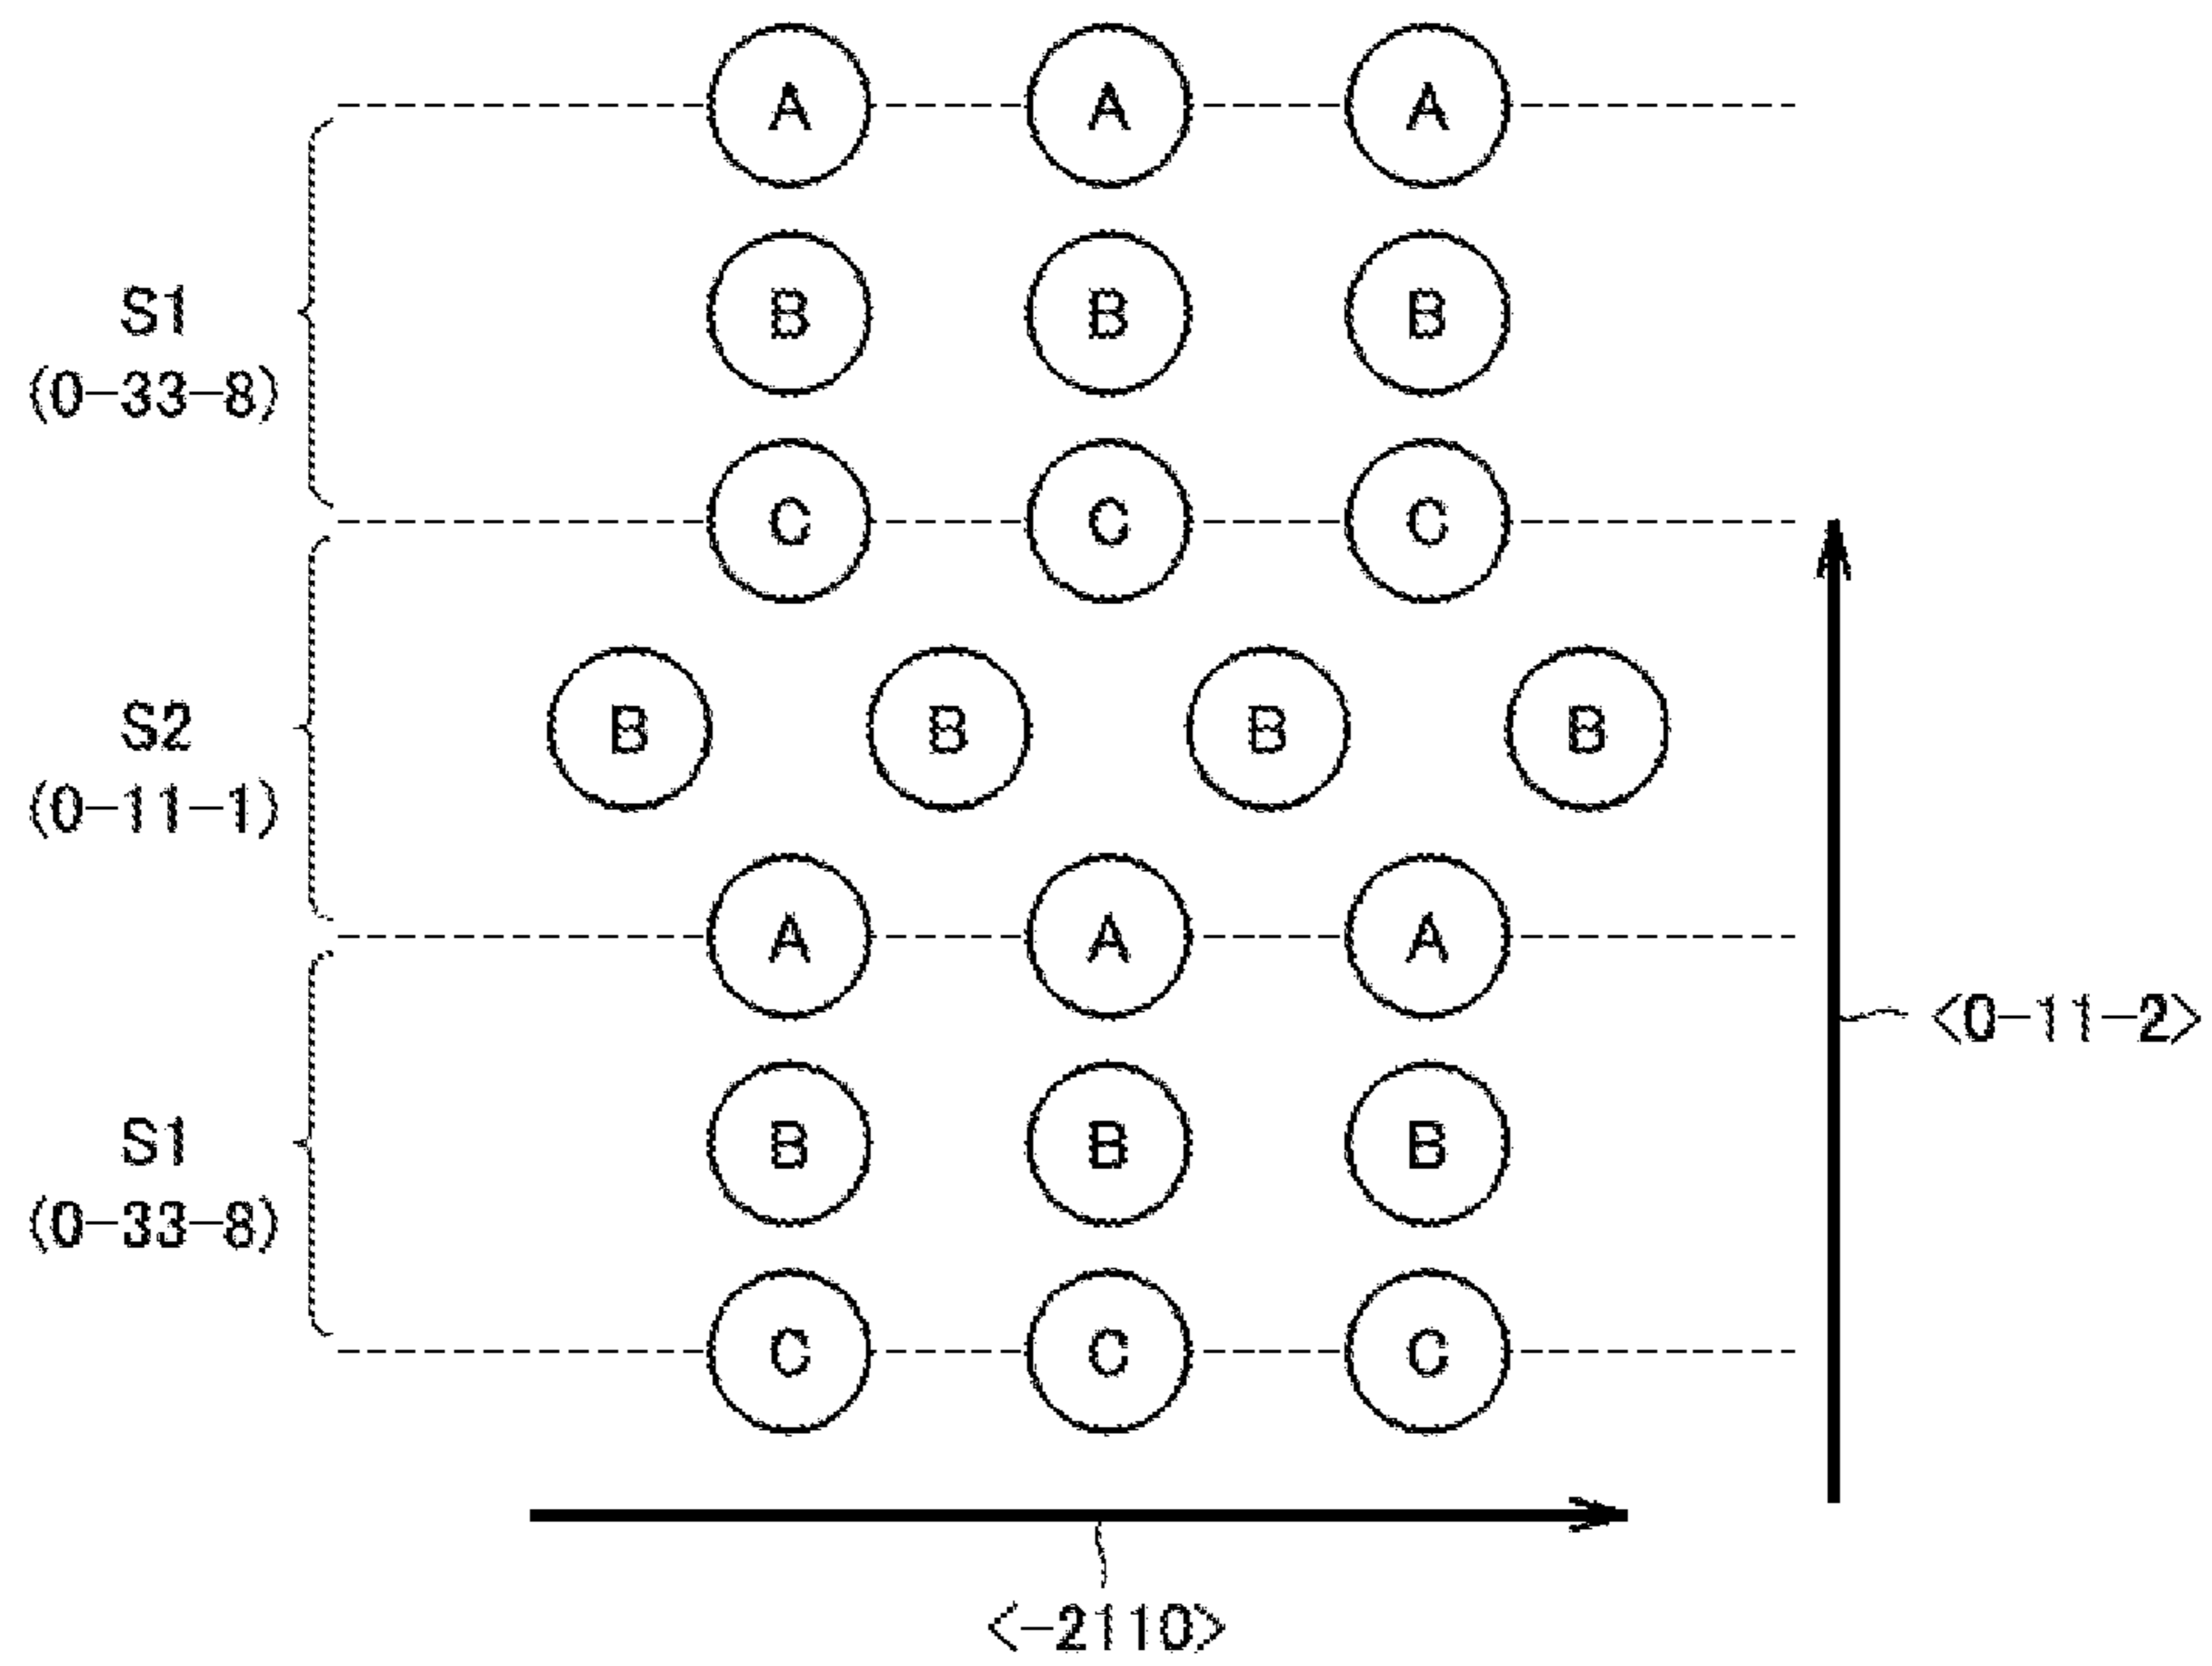 A A A
S1
(0-33-8)
B B B
C C C
S2
(0-11-1)
B B B B
A A A
<0-11-2>
S1
(0-33-8)
B B B
C C C
<-2110>